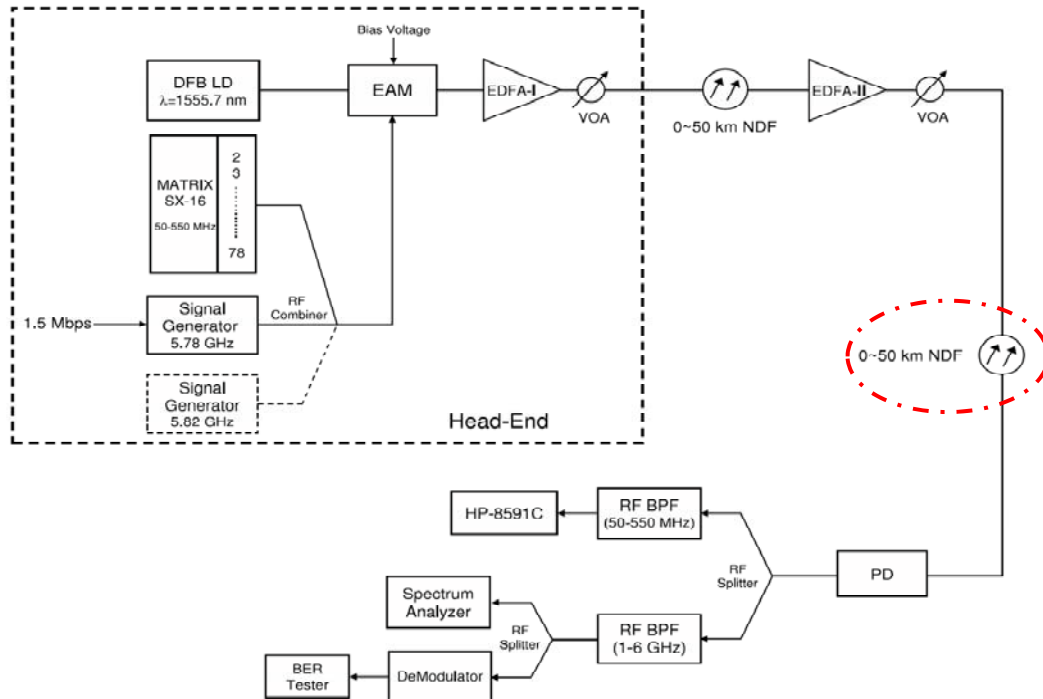 Bias Voltage
DFB LD
λ=1555.7 nm
EAM
EDFA-I
VOA
0~50 km NDF
EDFA-II
VOA
MATRIX
SX-16
50-550 MHz
2
3
78
1.5 Mbps
Signal
Generator
5.78 GHz
RF
Combiner
Signal
Generator
5.82 GHz
Head-End
0~50 km NDF
HP-8591C
RF BPF
(50-550 MHz)
RF
Splitter
PD
Spectrum
Analyzer
RF
Splitter
RF BPF
(1-6 GHz)
BER
Tester
DeModulator